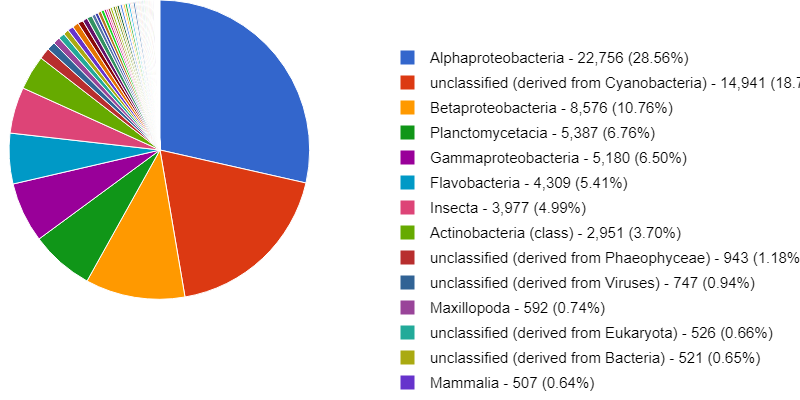 Alphaproteobacteria - 22,756 (28.56%)
unclassified (derived from Cyanobacteria) - 14,941 (18.7
Betaproteobacteria - 8,576 (10.76%)
Planctomycetacia - 5,387 (6.76%)
Gammaproteobacteria - 5,180 (6.50%)
Flavobacteria - 4,309 (5.41%)
Insecta - 3,977 (4.99%)
Actinobacteria (class) - 2,951 (3.70%)
unclassified (derived from Phaeophyceae) - 943 (1.18%
unclassified (derived from Viruses) - 747 (0.94%)
Maxillopoda - 592 (0.74%)
unclassified (derived from Eukaryota) - 526 (0.66%)
unclassified (derived from Bacteria) - 521 (0.65%)
Mammalia - 507 (0.64%)